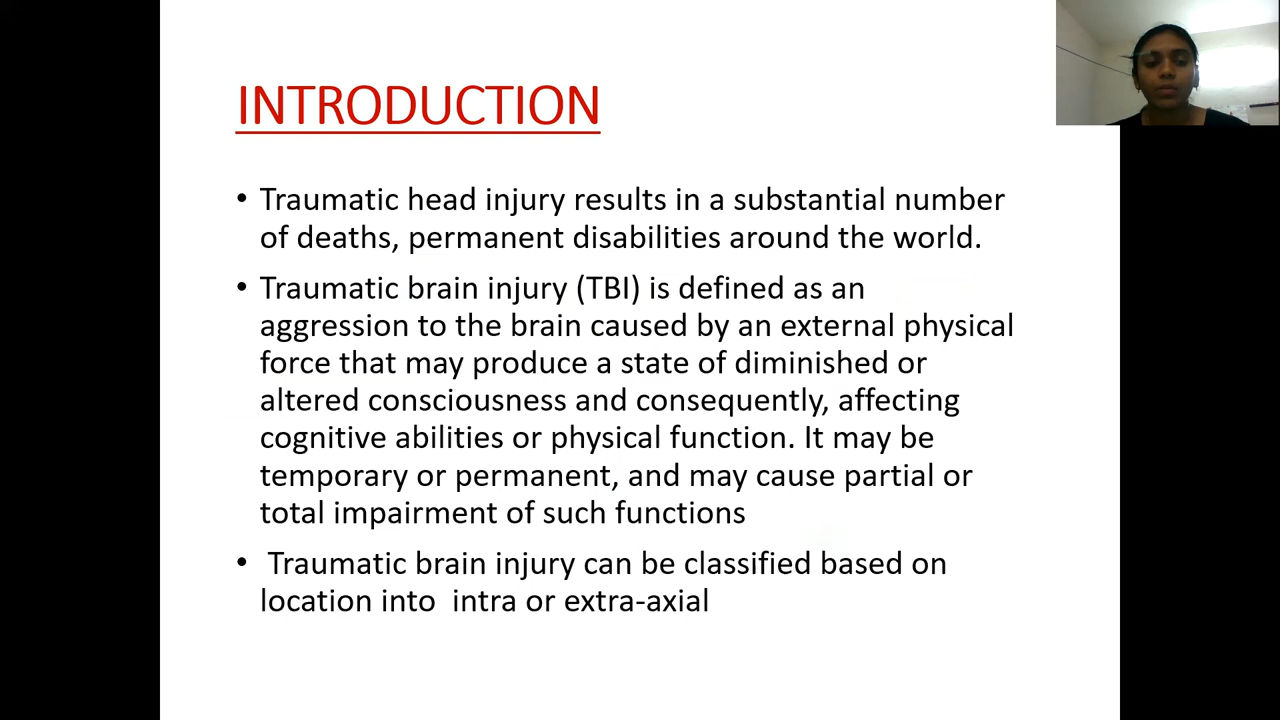 INTRODUCTION
• Traumatic head injury results in a substantial number
of deaths, permanent disabilities around the world.
• Traumatic brain injury (TBI) is defined as an
aggression to the brain caused by an external physical
force that may produce a state of diminished or
altered consciousness and consequently, affecting
cognitive abilities or physical function. It may be
temporary or permanent, and may cause partial or
total impairment of such functions
• Traumatic brain injury can be classified based on
location into intra or extra-axial